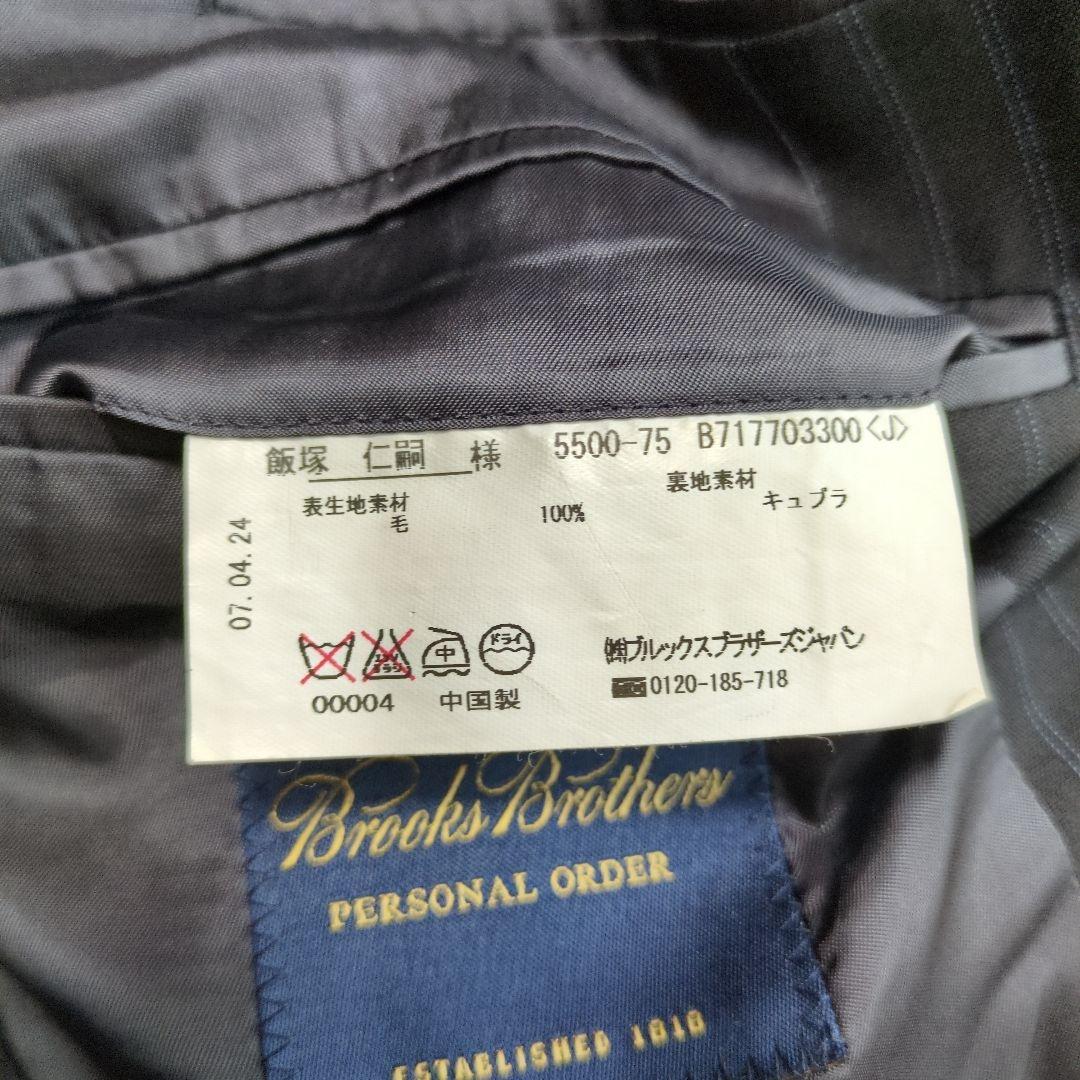 飯塚 仁嗣 様 5500-75 B717703300<J>
表生地素材 裏地素材
毛 100% キュプラ
07.04.24
中 ドライ
00004 中国製
㈱ブルックスブラザーズジャパン
0120-185-718
Brooks Brothers
PERSONAL ORDER
ESTABLISHED 1818